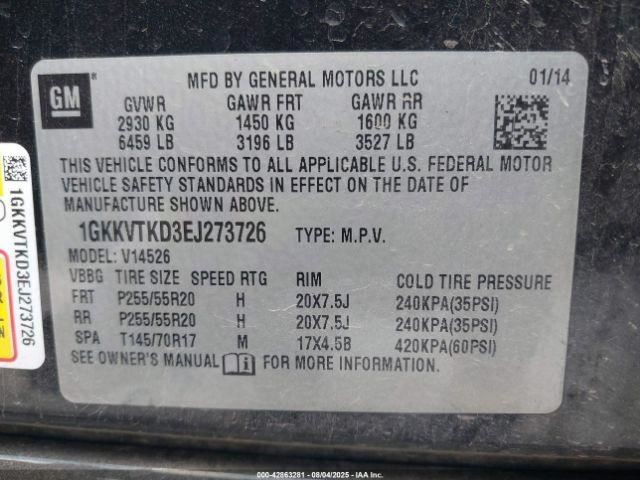 GM
MFD BY GENERAL MOTORS LLC 01/14
GVWR GAWR FRT GAWR RR
2930 KG 1450 KG 1600 KG
6459 LB 3196 LB 3527 LB
THIS VEHICLE CONFORMS TO ALL APPLICABLE U.S. FEDERAL MOTOR
VEHICLE SAFETY STANDARDS IN EFFECT ON THE DATE OF
MANUFACTURE SHOWN ABOVE.
1GKKVTKD3EJ273726 TYPE: M.P.V.
MODEL: V14526
VBBG TIRE SIZE SPEED RTG RIM COLD TIRE PRESSURE
FRT P255/55R20 H 20X7.5J 240KPA(35PSI)
RR P255/55R20 H 20X7.5J 240KPA(35PSI)
SPA T145/70R17 M 17X4.5B 420KPA(60PSI)
SEE OWNER'S MANUAL FOR MORE INFORMATION.
1GKKVTKD3EJ273726
000-42863281 - 08/04/2025 - IAA Inc.